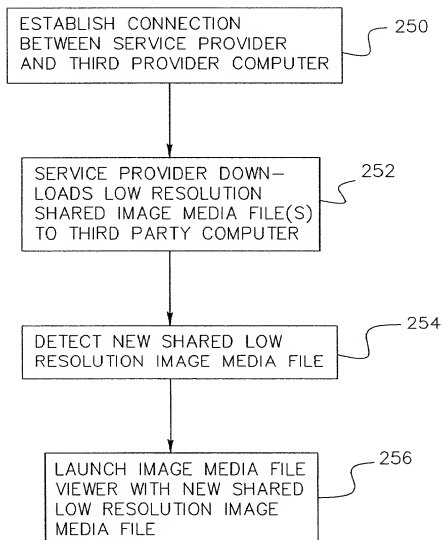 ESTABLISH CONNECTION
BETWEEN SERVICE PROVIDER
AND THIRD PROVIDER COMPUTER
250
SERVICE PROVIDER DOWN-
LOADS LOW RESOLUTION
SHARED IMAGE MEDIA FILE(S)
TO THIRD PARTY COMPUTER
252
DETECT NEW SHARED LOW
RESOLUTION IMAGE MEDIA FILE
254
LAUNCH IMAGE MEDIA FILE
VIEWER WITH NEW SHARED
LOW RESOLUTION IMAGE
MEDIA FILE
256